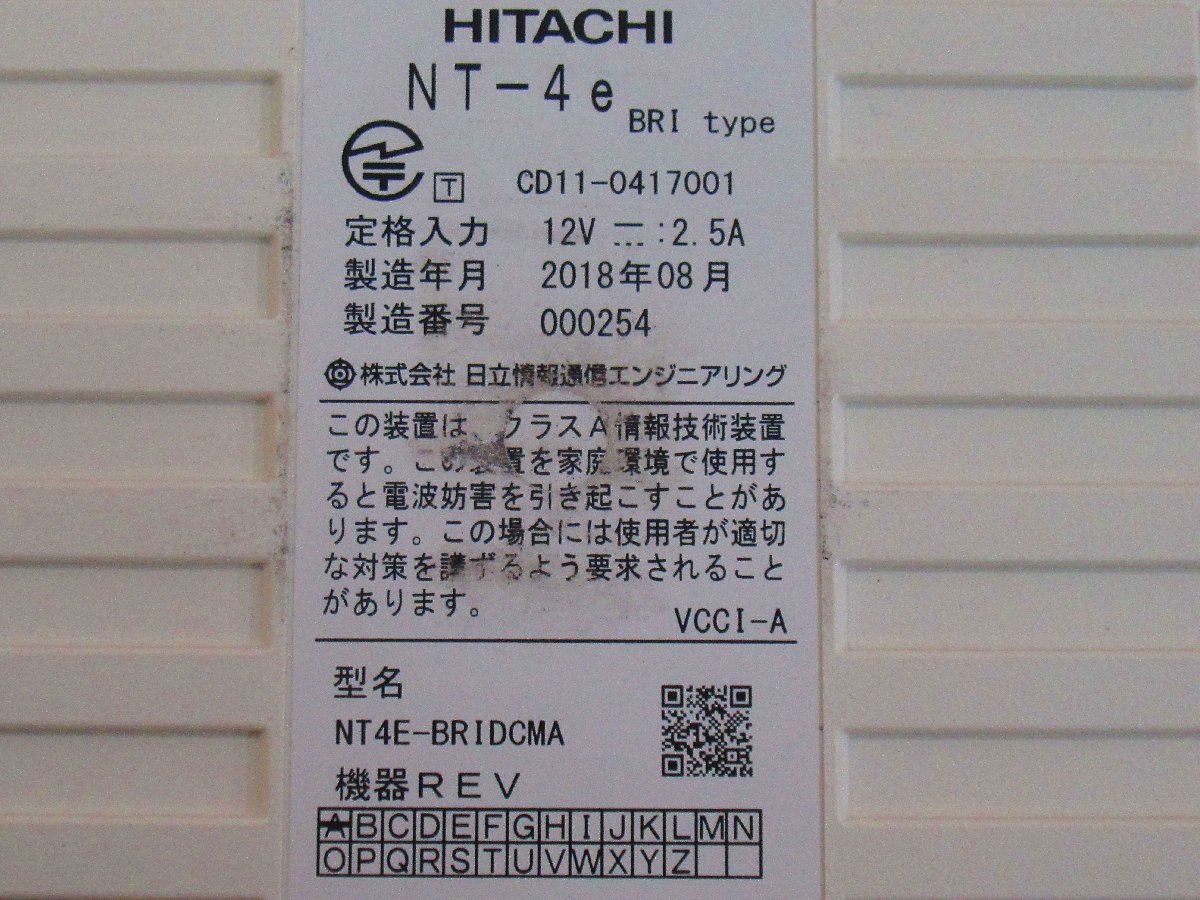 HITACHI
NT-4e
BRI type
T CD11-0417001
定格入力 12V ⎓:2.5A
製造年月 2018年08月
製造番号 000254
株式会社 日立情報通信エンジニアリング
この装置は、クラスA情報技術装置
です。この装置を家庭環境で使用す
ると電波妨害を引き起こすことがあ
ります。この場合には使用者が適切
な対策を講ずるよう要求されること
があります。
VCCI-A
型名
NT4E-BRIDCMA
機器REV
A B C D E F G H I J K L M N
O P Q R S T U V W X Y Z